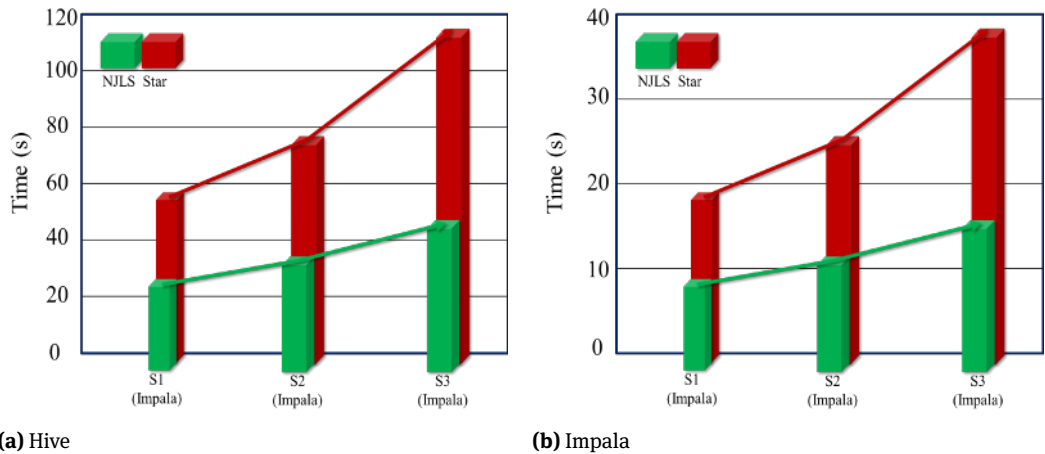 120
100
80
60
40
20
0
Time (s)
NJLS Star
S1 S2 S3
(Impala) (Impala) (Impala)
(a) Hive
40
30
20
10
0
Time (s)
NJLS Star
S1 S2 S3
(Impala) (Impala) (Impala)
(b) Impala